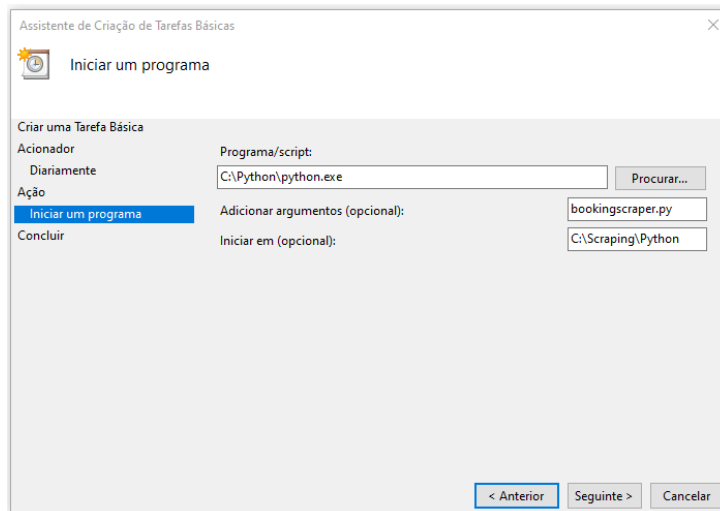 Assistente de Criação de Tarefas Básicas
Iniciar um programa
Criar uma Tarefa Básica
Acionador
Diariamente
Ação
Iniciar um programa
Concluir
Programa/script:
C:\Python\python.exe
Procurar...
Adicionar argumentos (opcional):
bookingscraper.py
Iniciar em (opcional):
C:\Scraping\Python
< Anterior
Seguinte >
Cancelar